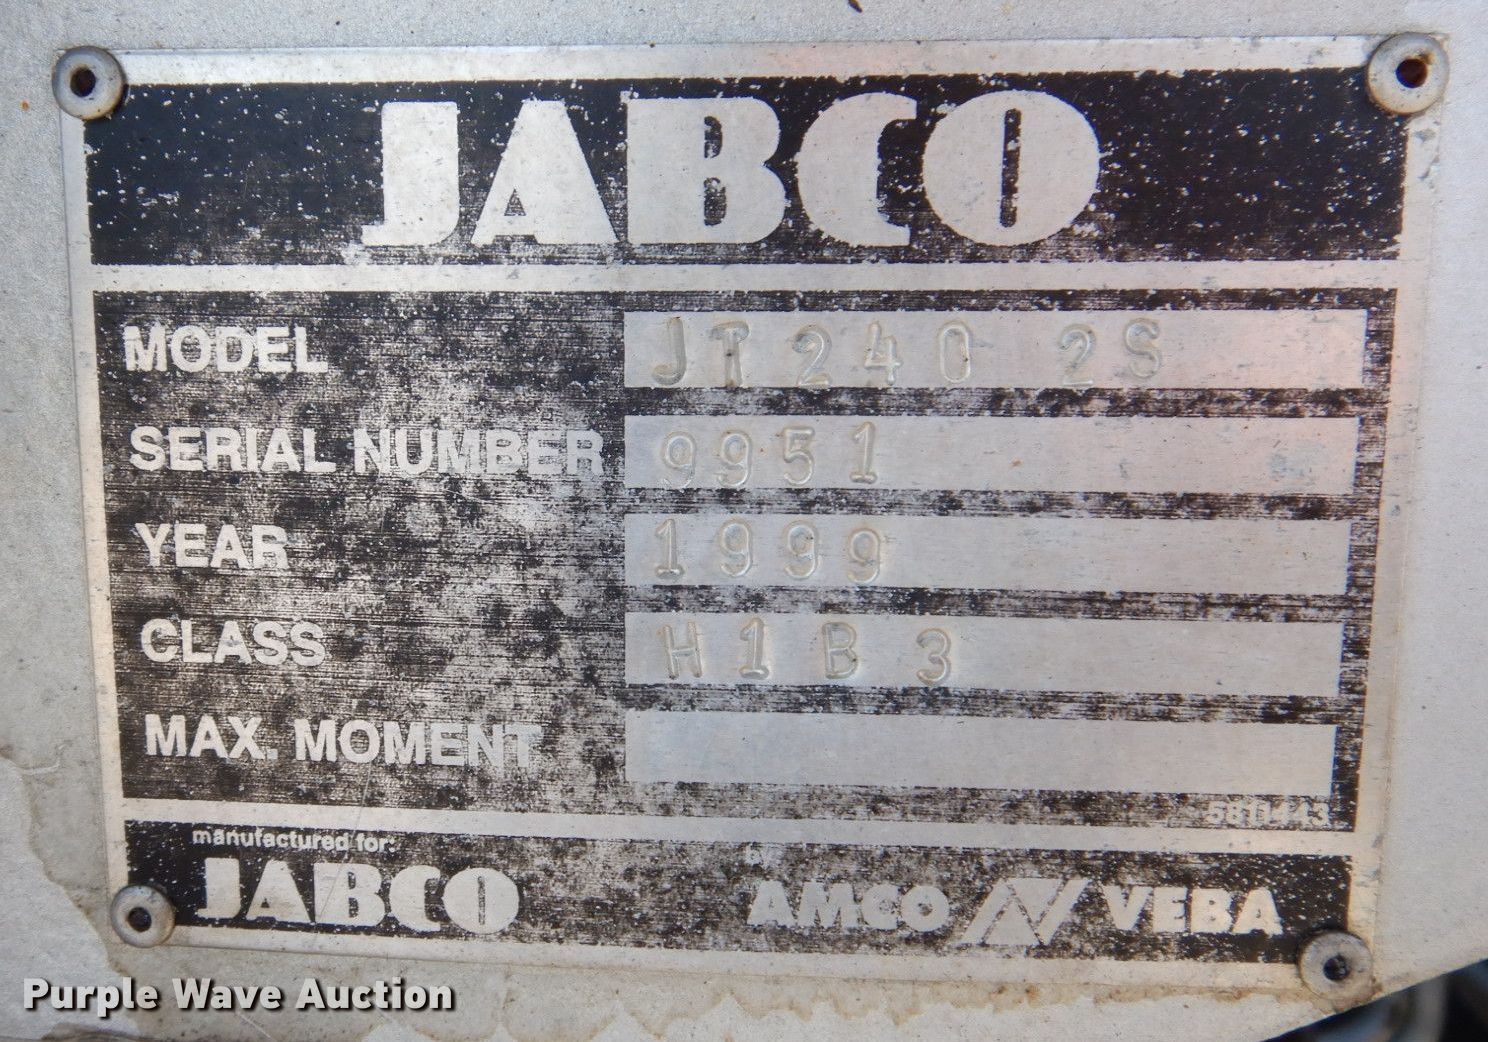 JABCO
MODEL JT240 2S
SERIAL NUMBER 9951
YEAR 1999
CLASS H1B3
MAX. MOMENT
manufactured for: by
JABCO AMCO VEBA
Purple Wave Auction